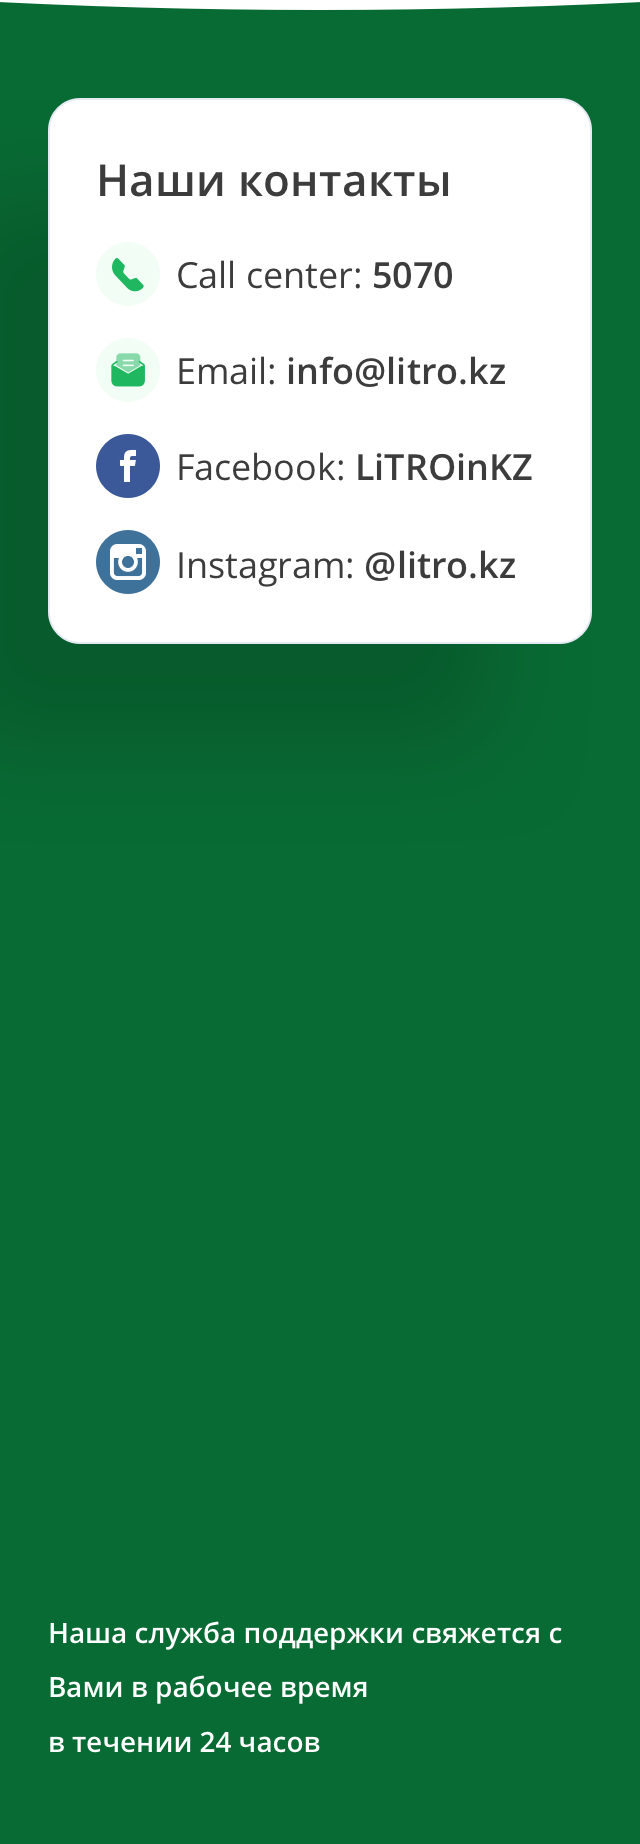 Наши контакты
Call center: 5070
Email: info@litro.kz
Facebook: LiTROinKZ
Instagram: @litro.kz
Наша служба поддержки свяжется с
Вами в рабочее время
в течении 24 часов